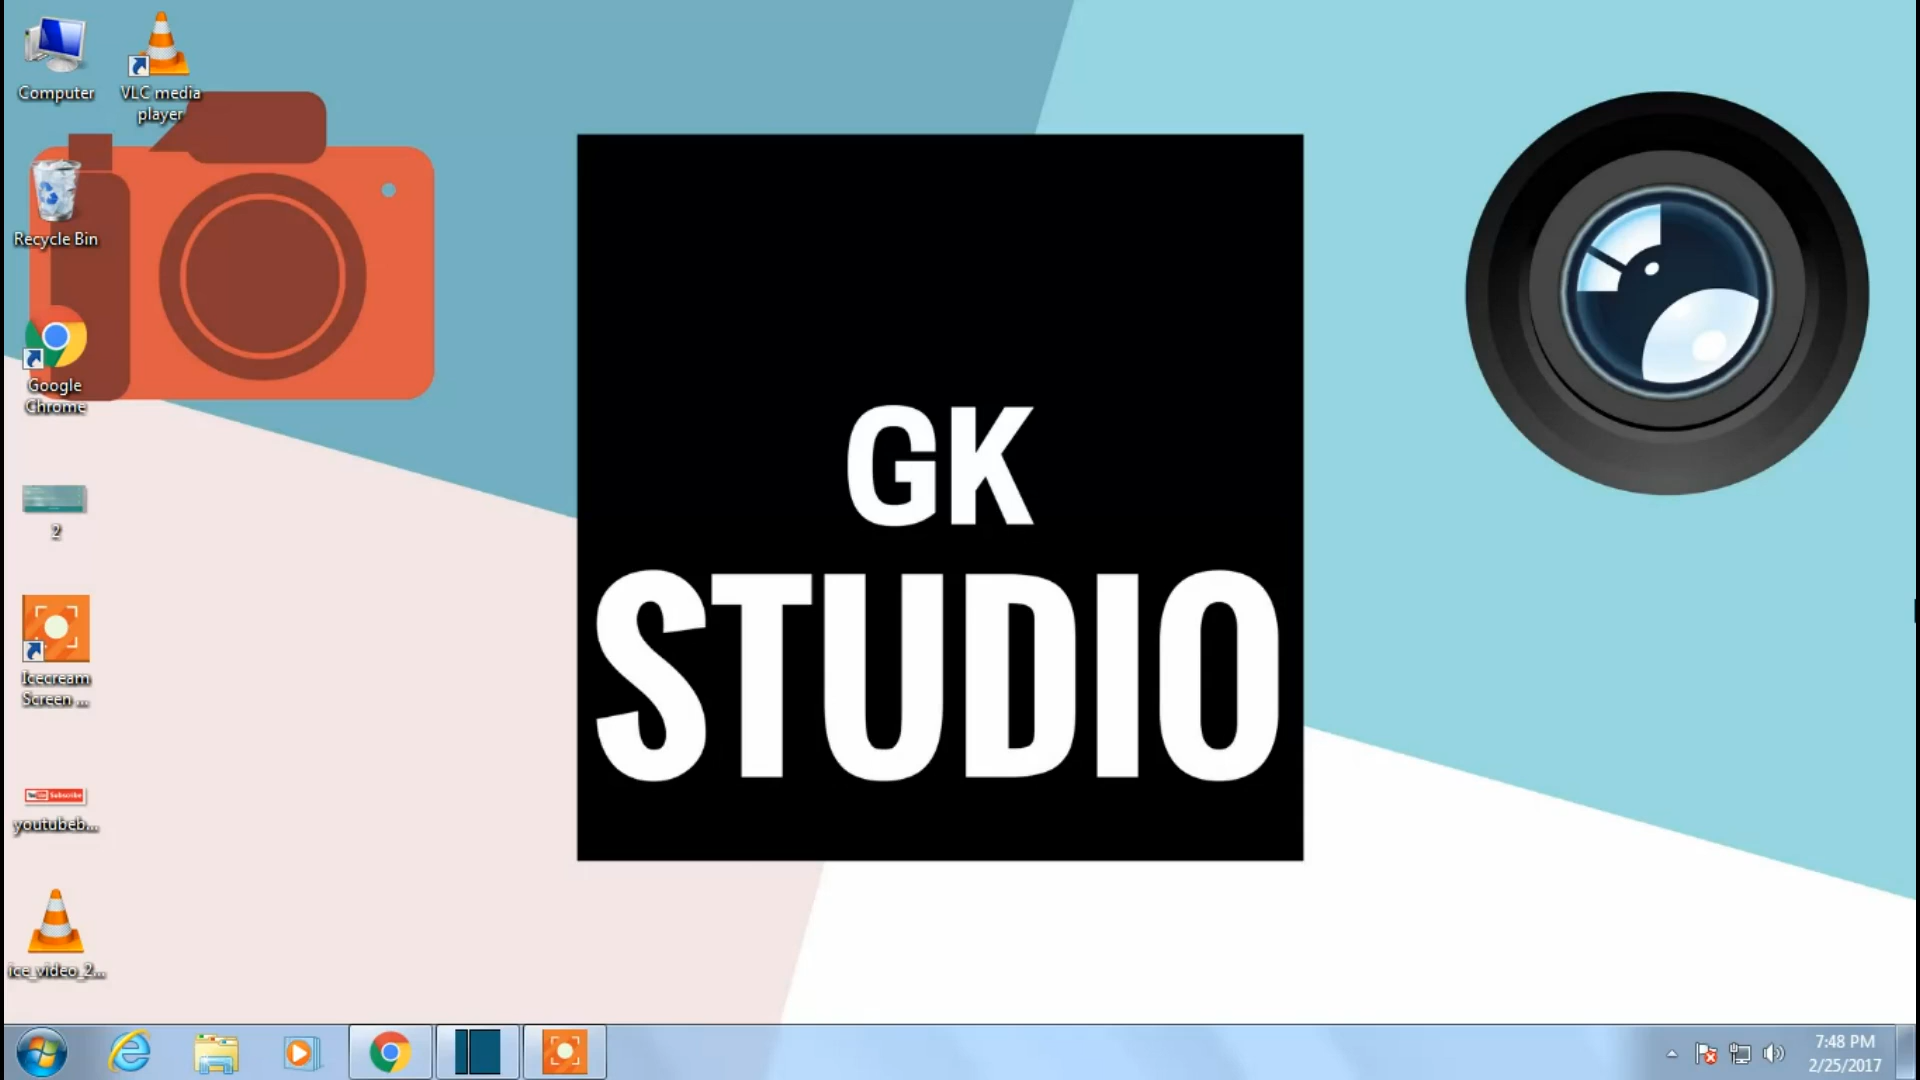 Computer
VLC media
player
Recycle Bin
Google
Chrome
2
Icecream
Screen ...
Subscribe
youtubeb...
ice_video_2...
GK
STUDIO
7:48 PM
2/25/2017